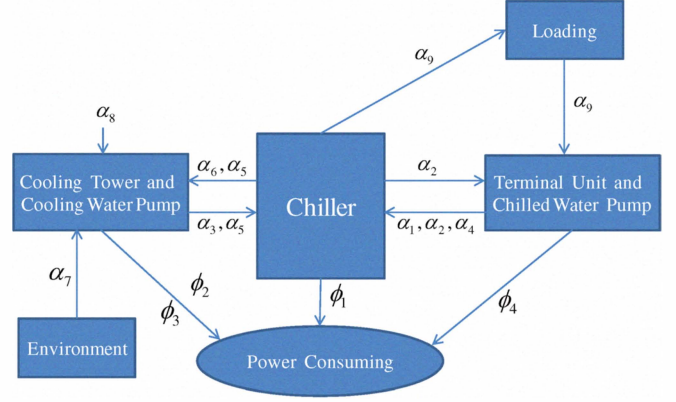 Loading
α9
α9
α8
Cooling Tower and
Cooling Water Pump
α6, α5
α3, α5
Chiller
α2
α1, α2, α4
Terminal Unit and
Chilled Water Pump
α7
ϕ2
ϕ3
ϕ1
ϕ4
Environment
Power Consuming